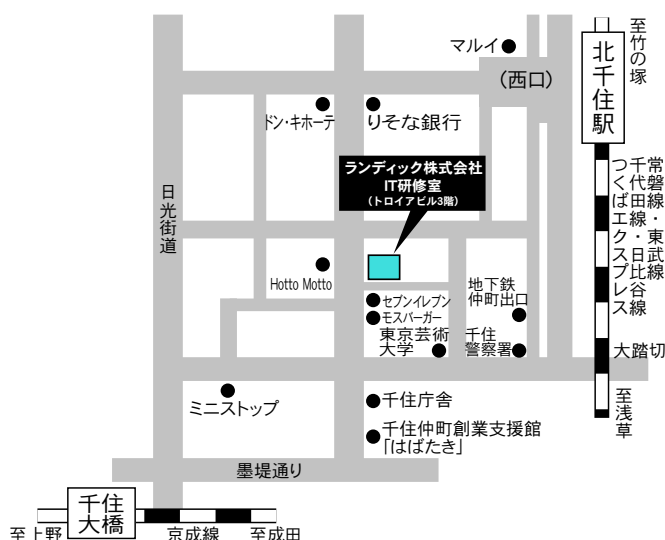 マルイ
(西口)
北千住駅
至竹の塚
ドン・キホーテ
りそな銀行
ランディック株式会社
IT研修室
(トロイアビル3階)
日光街道
常磐線・東武線
千代田線・日比谷線
つくばエクスプレス
Hotto Motto
セブンイレブン
モスバーガー
地下鉄
仲町出口
東京芸術
大学
千住
警察署
大踏切
至浅草
ミニストップ
千住庁舎
千住仲町創業支援館
「はばたき」
墨堤通り
千住
大橋
至上野
京成線
至成田